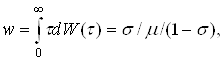 w = ∫₀^∞ τdW(τ) = σ / μ / (1 − σ),